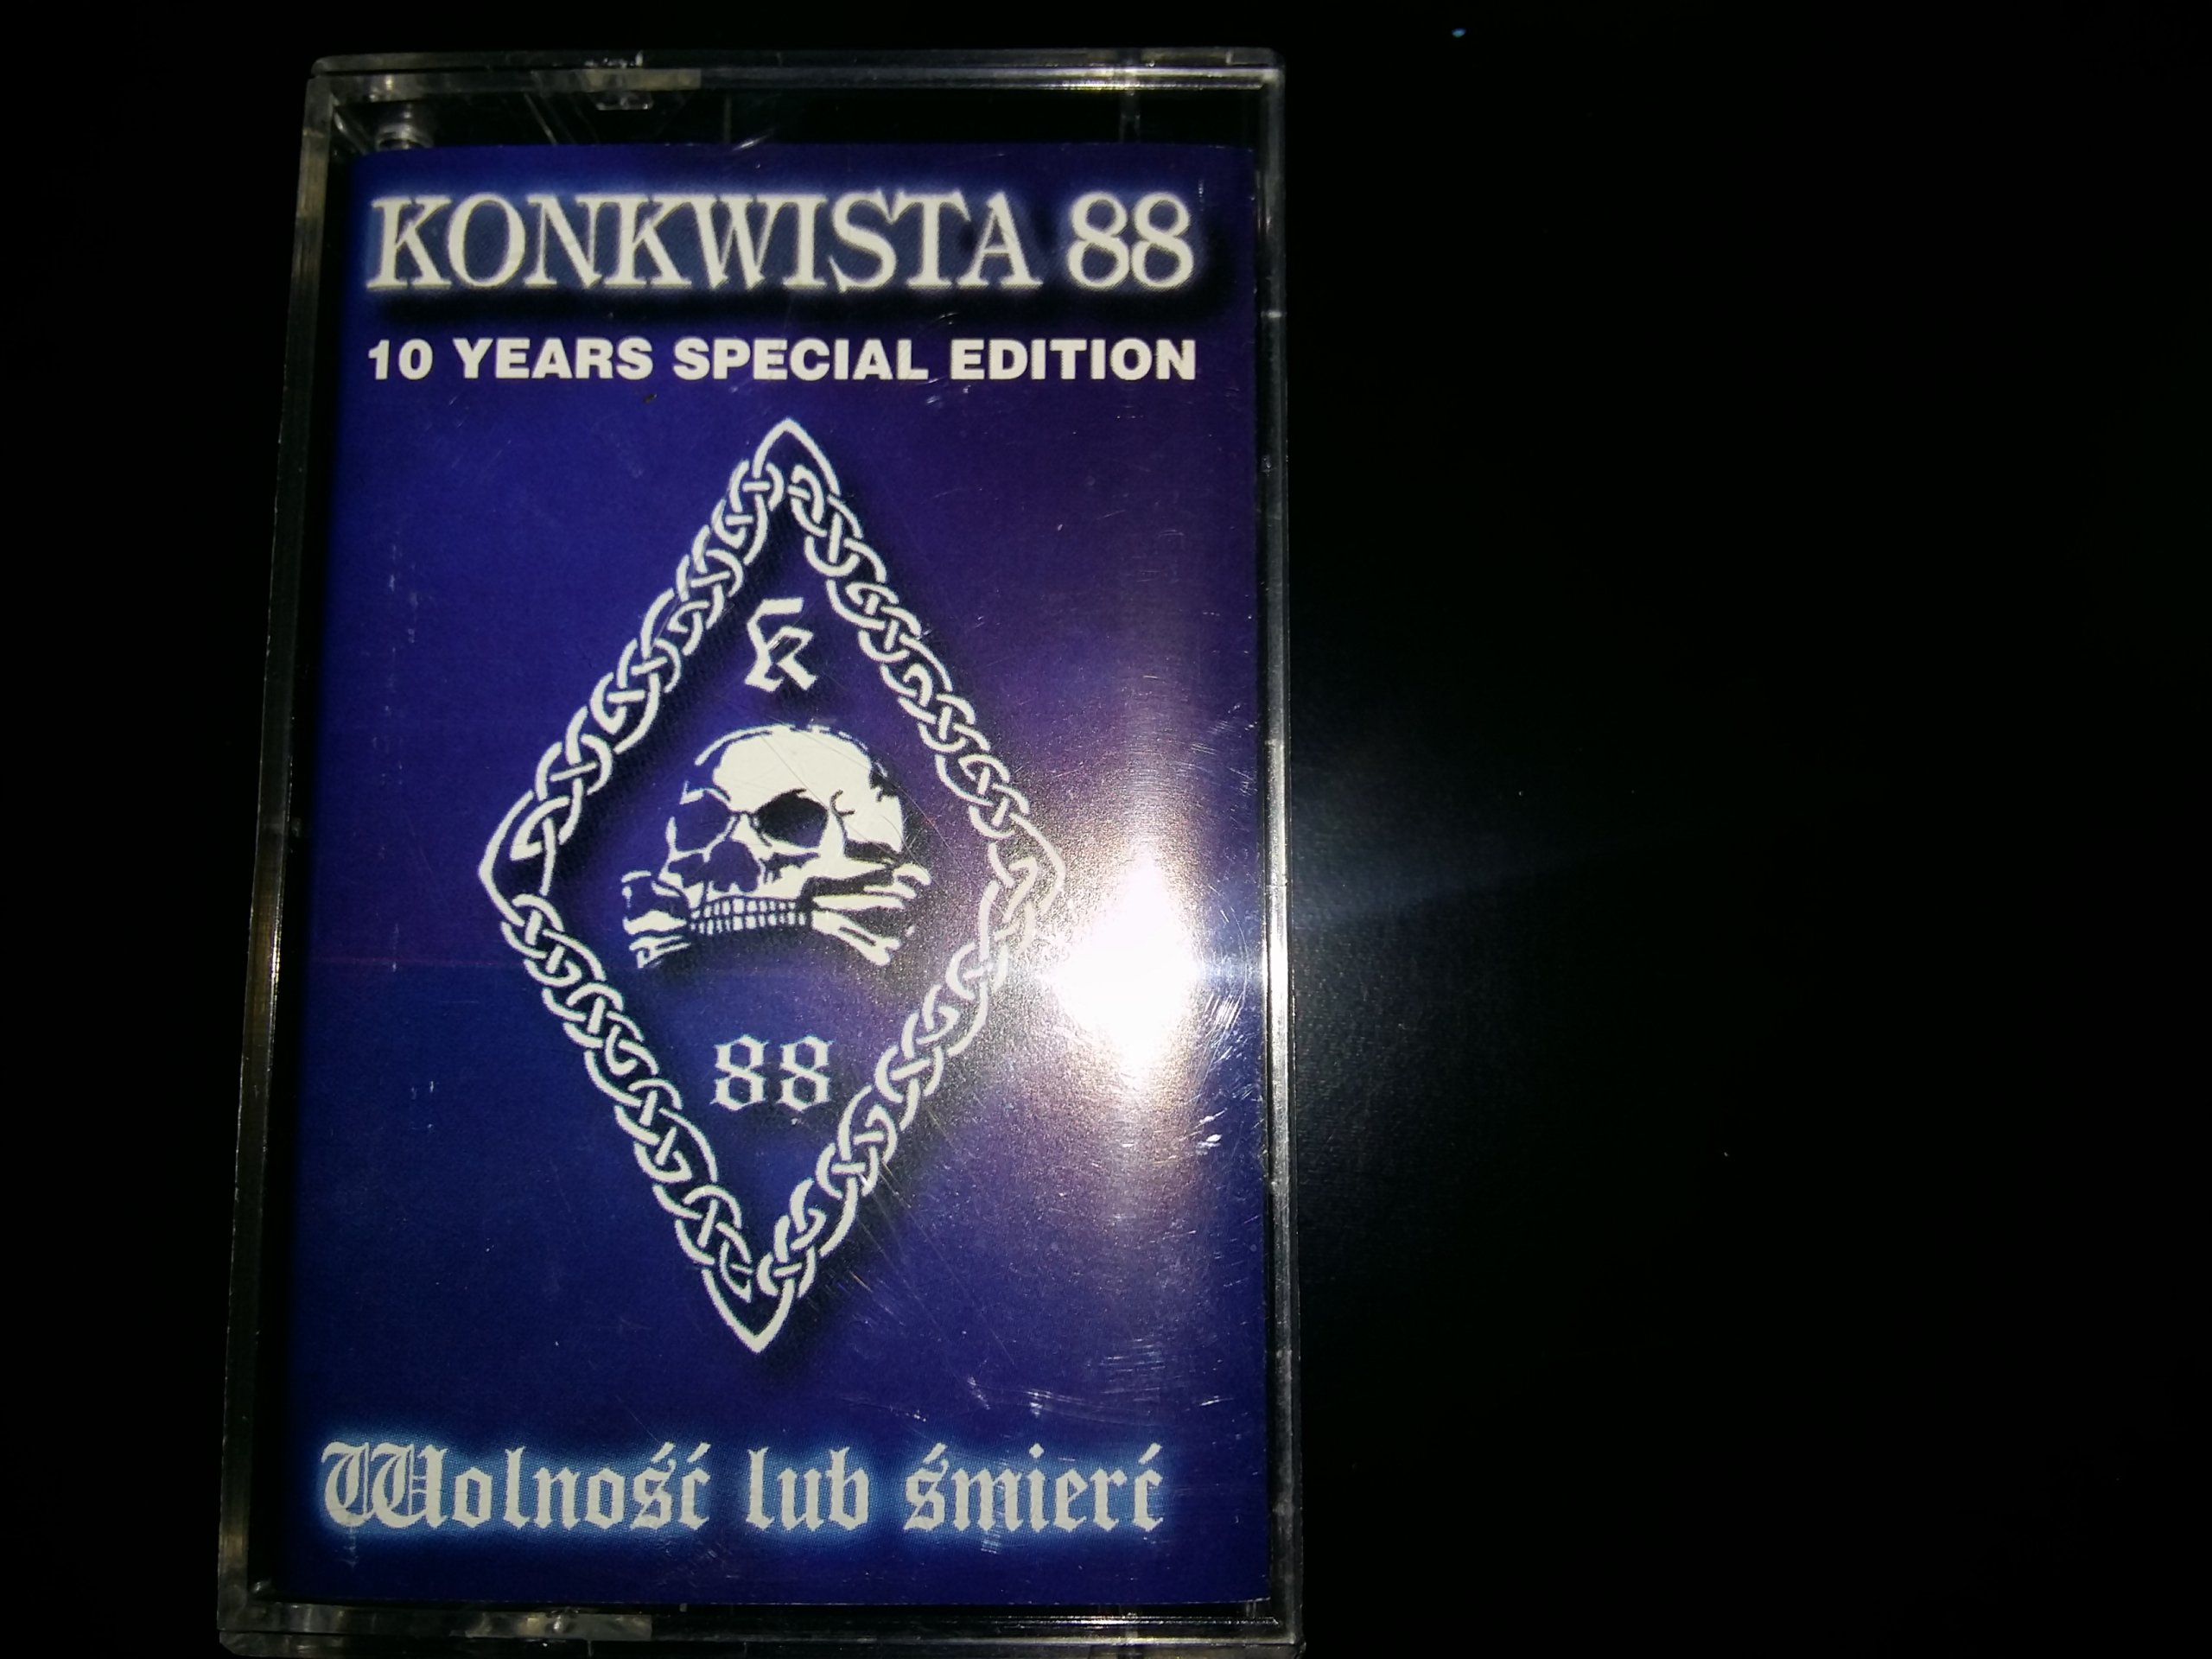 KONKWISTA 88
10 YEARS SPECIAL EDITION
K
88
Wolność lub śmierć